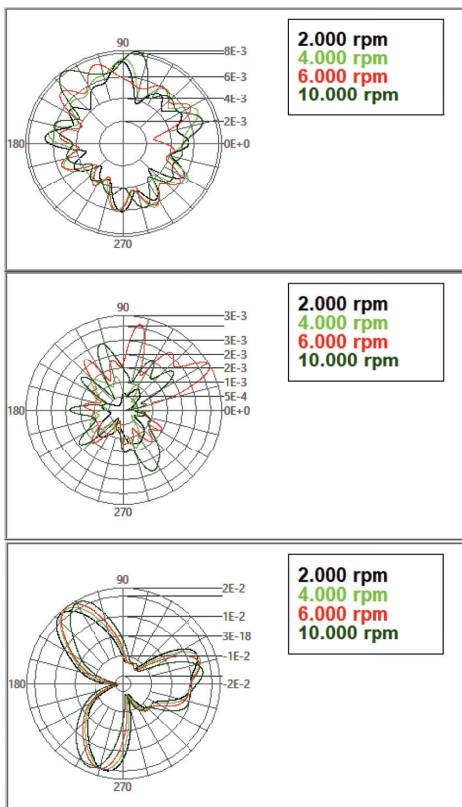 90
8E-3
6E-3
4E-3
2E-3
180
0E+0
270
2.000 rpm
4.000 rpm
6.000 rpm
10.000 rpm
90
3E-3
3E-3
2E-3
2E-3
1E-3
5E-4
180
0E+0
270
2.000 rpm
4.000 rpm
6.000 rpm
10.000 rpm
90
2E-2
1E-2
3E-18
-1E-2
180
-2E-2
270
2.000 rpm
4.000 rpm
6.000 rpm
10.000 rpm